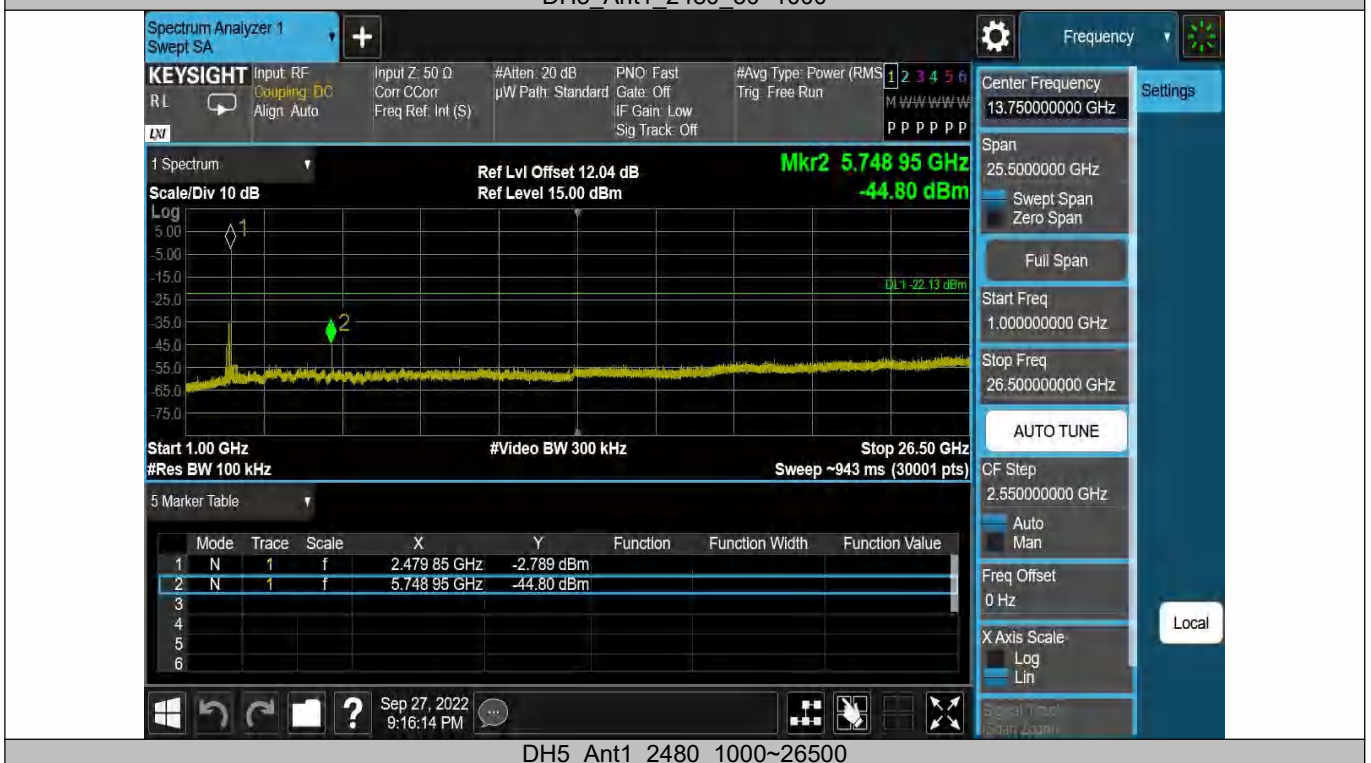 Spectrum Analyzer 1
Swept SA
Frequency
KEYSIGHT
RL
LXI
Input: RF
Coupling: DC
Align: Auto
Input Z: 50 Ω
Corr CCorr
Freq Ref: Int (S)
#Atten: 20 dB
µW Path: Standard
PNO: Fast
Gate: Off
IF Gain: Low
Sig Track: Off
#Avg Type: Power (RMS
Trig: Free Run
1 2 3 4 5 6
M W W W W W
P P P P P P
1 Spectrum
Scale/Div 10 dB
Ref Lvl Offset 12.04 dB
Ref Level 15.00 dBm
Mkr2 5.748 95 GHz
-44.80 dBm
Log
5.00
-5.00
-15.0
-25.0
-35.0
-45.0
-55.0
-65.0
-75.0
1
2
DL1 -22.13 dBm
Start 1.00 GHz
#Res BW 100 kHz
#Video BW 300 kHz
Stop 26.50 GHz
Sweep ~943 ms (30001 pts)
5 Marker Table
Mode Trace Scale X Y Function Function Width Function Value
1 N 1 f 2.479 85 GHz -2.789 dBm
2 N 1 f 5.748 95 GHz -44.80 dBm
3
4
5
6
Sep 27, 2022
9:16:14 PM
Center Frequency
13.750000000 GHz
Settings
Span
25.5000000 GHz
Swept Span
Zero Span
Full Span
Start Freq
1.000000000 GHz
Stop Freq
26.500000000 GHz
AUTO TUNE
CF Step
2.550000000 GHz
Auto
Man
Freq Offset
0 Hz
X Axis Scale
Log
Lin
Local
Signal Track
(Span Zoom)
DH5_Ant1_2480_1000~26500